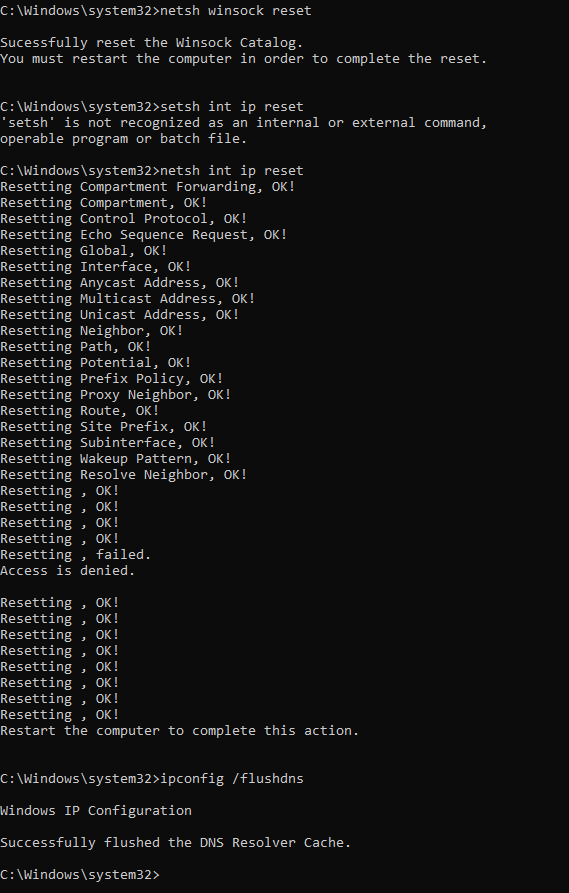 C:\Windows\system32>netsh winsock reset
Sucessfully reset the Winsock Catalog.
You must restart the computer in order to complete the reset.
C:\Windows\system32>setsh int ip reset
'setsh' is not recognized as an internal or external command,
operable program or batch file.
C:\Windows\system32>netsh int ip reset
Resetting Compartment Forwarding, OK!
Resetting Compartment, OK!
Resetting Control Protocol, OK!
Resetting Echo Sequence Request, OK!
Resetting Global, OK!
Resetting Interface, OK!
Resetting Anycast Address, OK!
Resetting Multicast Address, OK!
Resetting Unicast Address, OK!
Resetting Neighbor, OK!
Resetting Path, OK!
Resetting Potential, OK!
Resetting Prefix Policy, OK!
Resetting Proxy Neighbor, OK!
Resetting Route, OK!
Resetting Site Prefix, OK!
Resetting Subinterface, OK!
Resetting Wakeup Pattern, OK!
Resetting Resolve Neighbor, OK!
Resetting , OK!
Resetting , OK!
Resetting , OK!
Resetting , OK!
Resetting , failed.
Access is denied.
Resetting , OK!
Resetting , OK!
Resetting , OK!
Resetting , OK!
Resetting , OK!
Resetting , OK!
Resetting , OK!
Resetting , OK!
Restart the computer to complete this action.
C:\Windows\system32>ipconfig /flushdns
Windows IP Configuration
Successfully flushed the DNS Resolver Cache.
C:\Windows\system32>